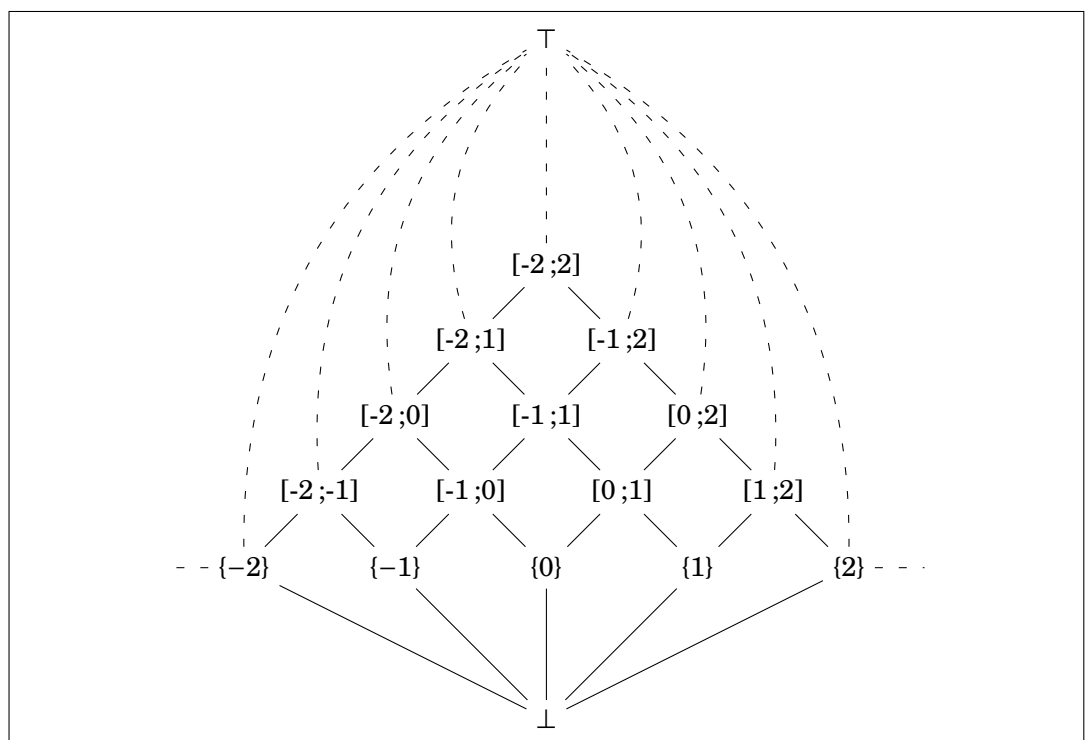 ⊤
[-2 ;2]
[-2 ;1] [-1 ;2]
[-2 ;0] [-1 ;1] [0 ;2]
[-2 ;-1] [-1 ;0] [0 ;1] [1 ;2]
{−2} {−1} {0} {1} {2}
⊥